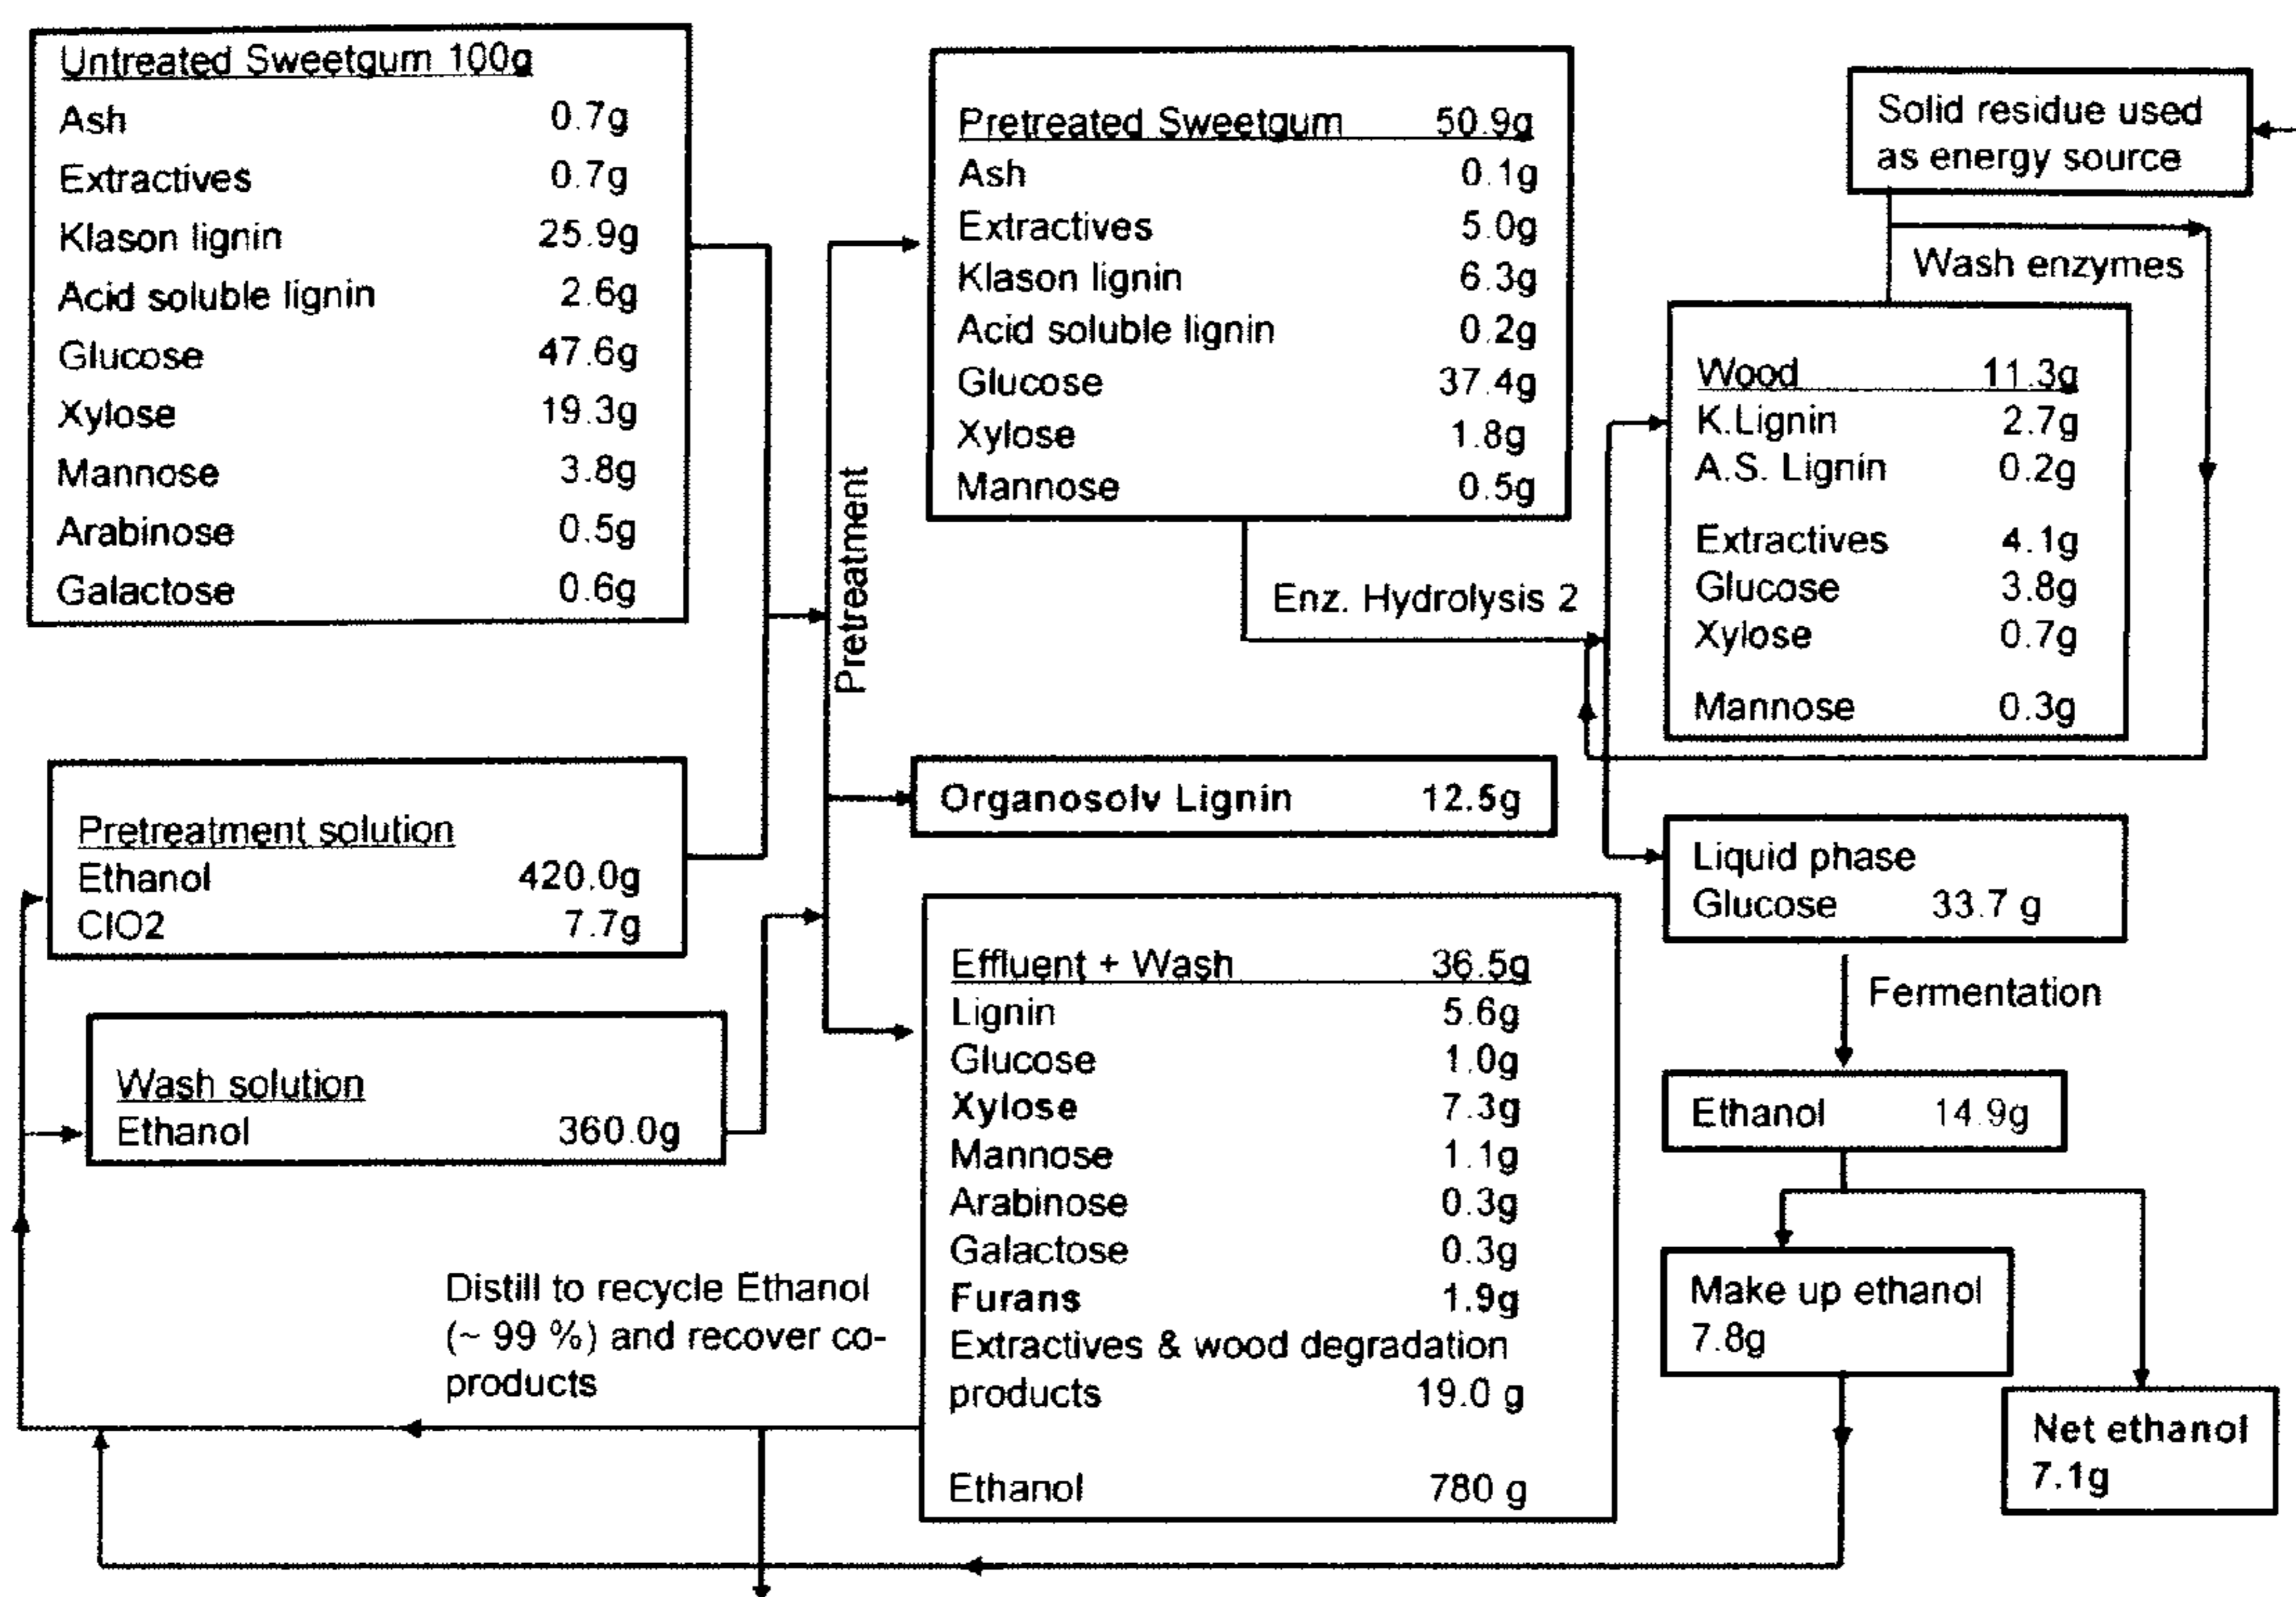 Untreated Sweetgum 100g
Ash 0.7g
Extractives 0.7g
Klason lignin 25.9g
Acid soluble lignin 2.6g
Glucose 47.6g
Xylose 19.3g
Mannose 3.8g
Arabinose 0.5g
Galactose 0.6g
Pretreatment solution
Ethanol 420.0g
ClO2 7.7g
Wash solution
Ethanol 360.0g
Distill to recycle Ethanol
(~ 99 %) and recover co-
products
Pretreatment
Pretreated Sweetgum 50.9g
Ash 0.1g
Extractives 5.0g
Klason lignin 6.3g
Acid soluble lignin 0.2g
Glucose 37.4g
Xylose 1.8g
Mannose 0.5g
Enz. Hydrolysis 2
Organosolv Lignin 12.5g
Effluent + Wash 36.5g
Lignin 5.6g
Glucose 1.0g
Xylose 7.3g
Mannose 1.1g
Arabinose 0.3g
Galactose 0.3g
Furans 1.9g
Extractives & wood degradation
products 19.0 g
Ethanol 780 g
Solid residue used
as energy source
Wash enzymes
Wood 11.3g
K.Lignin 2.7g
A.S. Lignin 0.2g
Extractives 4.1g
Glucose 3.8g
Xylose 0.7g
Mannose 0.3g
Liquid phase
Glucose 33.7 g
Fermentation
Ethanol 14.9g
Make up ethanol
7.8g
Net ethanol
7.1g